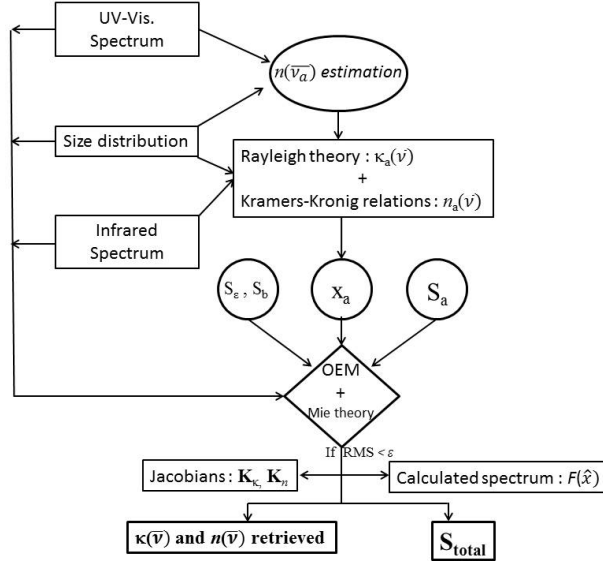 UV-Vis.
Spectrum
n(ν̅a̅) estimation
Size distribution
Rayleigh theory : κa(ν)
+
Kramers-Kronig relations : na(ν)
Infrared
Spectrum
Sε , Sb
xa
Sa
OEM
+
Mie theory
If RMS < ε
Jacobians : Kκ, Kn
Calculated spectrum : F(x̂)
κ(ν̅) and n(ν̅) retrieved
Stotal